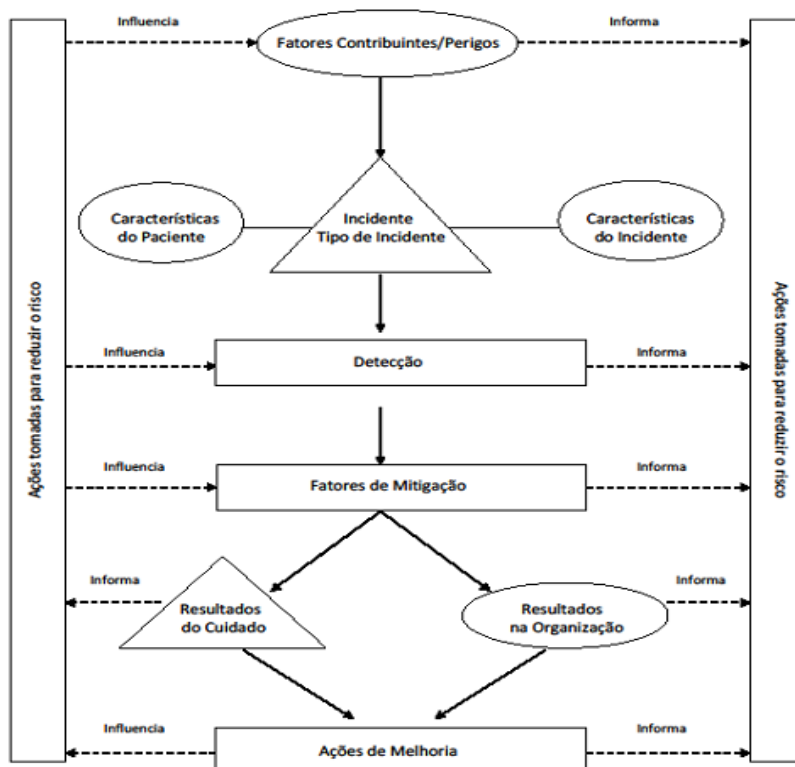 Influencia
Informa
Fatores Contribuintes/Perigos
Características
do Paciente
Incidente
Tipo de Incidente
Características
do Incidente
Ações tomadas para reduzir o risco
Ações tomadas para reduzir o risco
Influencia
Detecção
Informa
Influencia
Fatores de Mitigação
Informa
Informa
Resultados
do Cuidado
Resultados
na Organização
Informa
Influencia
Ações de Melhoria
Informa